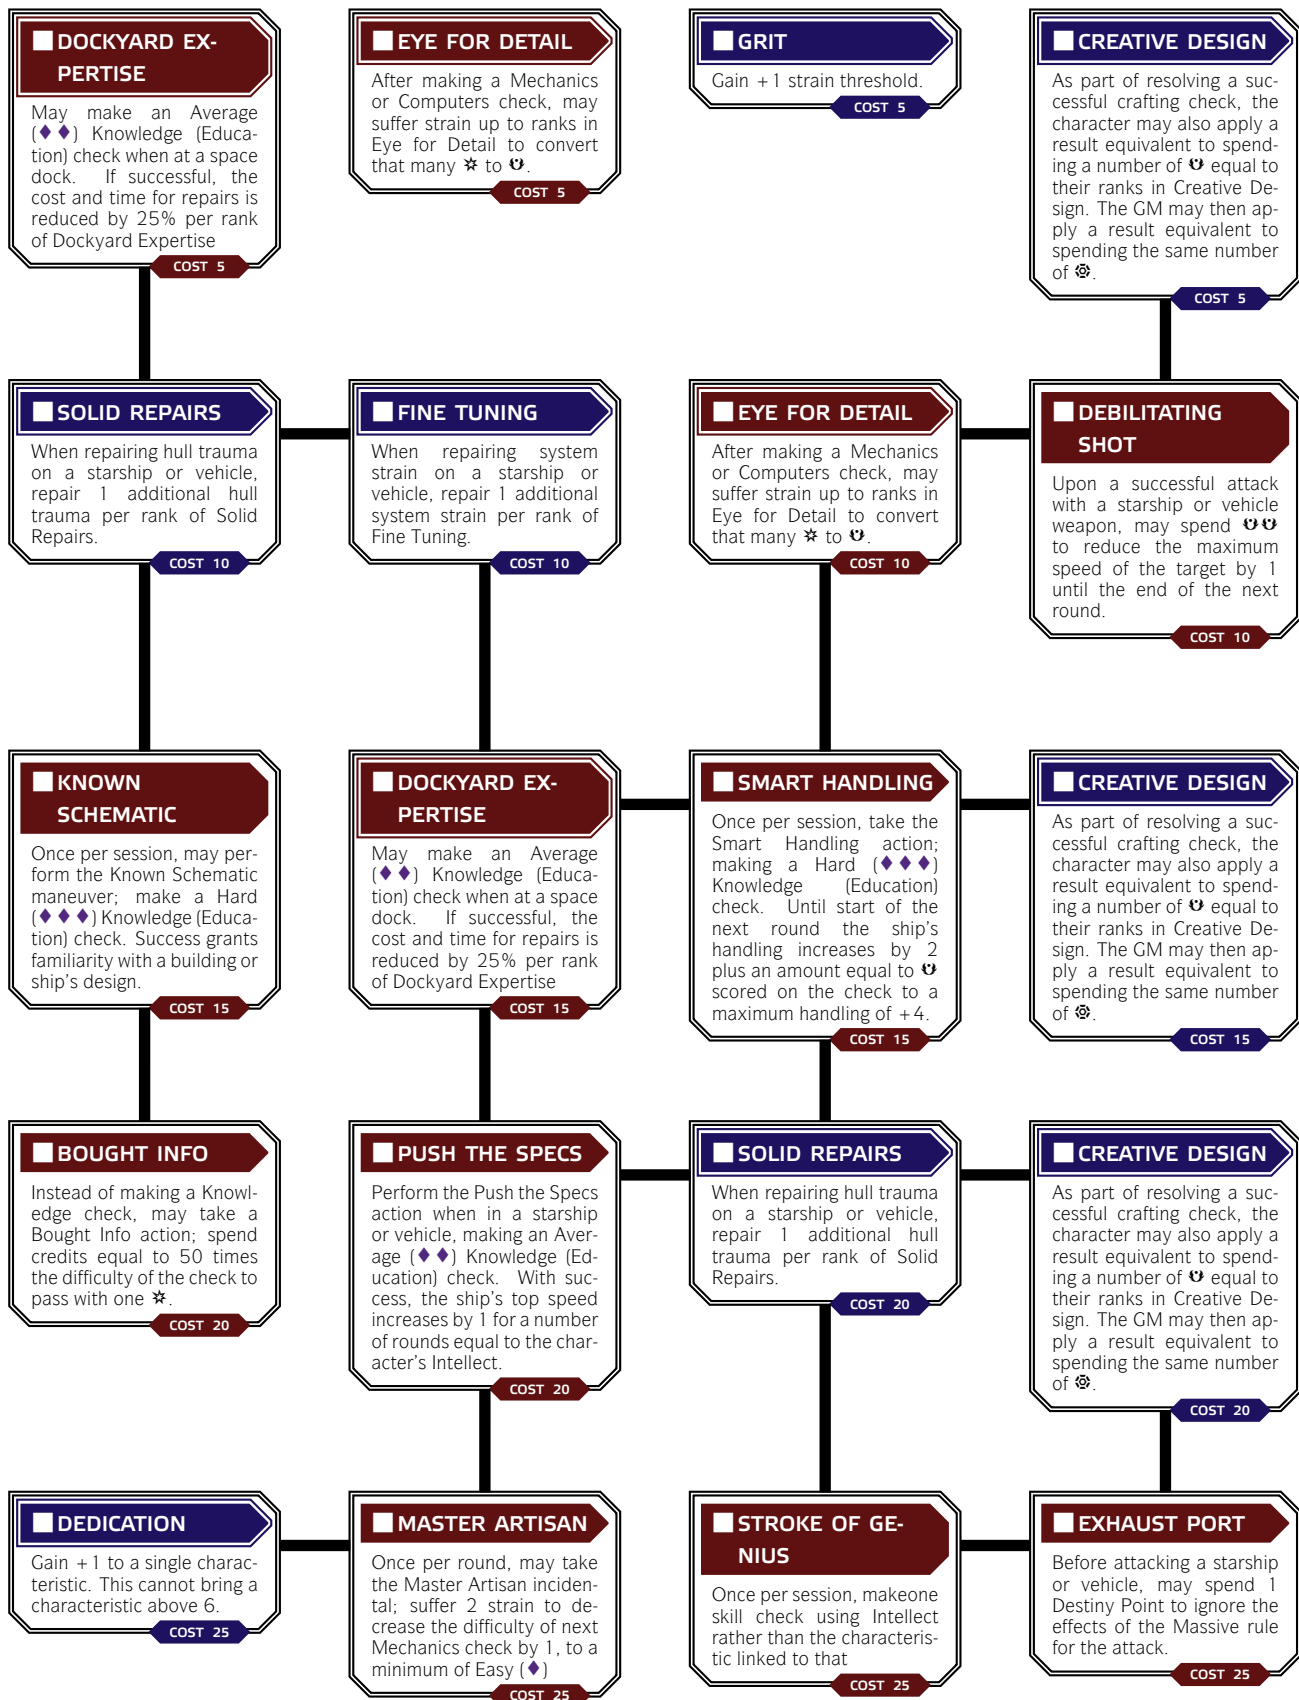 DOCKYARD EX-
PERTISE
May make an Average
(♦♦) Knowledge (Educa-
tion) check when at a space
dock. If successful, the
cost and time for repairs is
reduced by 25% per rank
of Dockyard Expertise
COST 5
EYE FOR DETAIL
After making a Mechanics
or Computers check, may
suffer strain up to ranks in
Eye for Detail to convert
that many to .
COST 5
GRIT
Gain +1 strain threshold.
COST 5
CREATIVE DESIGN
As part of resolving a suc-
cessful crafting check, the
character may also apply a
result equivalent to spend-
ing a number of equal to
their ranks in Creative De-
sign. The GM may then ap-
ply a result equivalent to
spending the same number
of .
COST 5
SOLID REPAIRS
When repairing hull trauma
on a starship or vehicle,
repair 1 additional hull
trauma per rank of Solid
Repairs.
COST 10
FINE TUNING
When repairing system
strain on a starship or
vehicle, repair 1 additional
system strain per rank of
Fine Tuning.
COST 10
EYE FOR DETAIL
After making a Mechanics
or Computers check, may
suffer strain up to ranks in
Eye for Detail to convert
that many to .
COST 10
DEBILITATING
SHOT
Upon a successful attack
with a starship or vehicle
weapon, may spend
to reduce the maximum
speed of the target by 1
until the end of the next
round.
COST 10
KNOWN
SCHEMATIC
Once per session, may per-
form the Known Schematic
maneuver; make a Hard
(♦♦♦) Knowledge (Educa-
tion) check. Success grants
familiarity with a building or
ship's design.
COST 15
DOCKYARD EX-
PERTISE
May make an Average
(♦♦) Knowledge (Educa-
tion) check when at a space
dock. If successful, the
cost and time for repairs is
reduced by 25% per rank
of Dockyard Expertise
COST 15
SMART HANDLING
Once per session, take the
Smart Handling action;
making a Hard (♦♦♦)
Knowledge (Education)
check. Until start of the
next round the ship's
handling increases by 2
plus an amount equal to
scored on the check to a
maximum handling of +4.
COST 15
CREATIVE DESIGN
As part of resolving a suc-
cessful crafting check, the
character may also apply a
result equivalent to spend-
ing a number of equal to
their ranks in Creative De-
sign. The GM may then ap-
ply a result equivalent to
spending the same number
of .
COST 15
BOUGHT INFO
Instead of making a Knowl-
edge check, may take a
Bought Info action; spend
credits equal to 50 times
the difficulty of the check to
pass with one .
COST 20
PUSH THE SPECS
Perform the Push the Specs
action when in a starship
or vehicle, making an Aver-
age (♦♦) Knowledge (Ed-
ucation) check. With suc-
cess, the ship's top speed
increases by 1 for a number
of rounds equal to the char-
acter's Intellect.
COST 20
SOLID REPAIRS
When repairing hull trauma
on a starship or vehicle,
repair 1 additional hull
trauma per rank of Solid
Repairs.
COST 20
CREATIVE DESIGN
As part of resolving a suc-
cessful crafting check, the
character may also apply a
result equivalent to spend-
ing a number of equal to
their ranks in Creative De-
sign. The GM may then ap-
ply a result equivalent to
spending the same number
of .
COST 20
DEDICATION
Gain +1 to a single charac-
teristic. This cannot bring a
characteristic above 6.
COST 25
MASTER ARTISAN
Once per round, may take
the Master Artisan inciden-
tal; suffer 2 strain to de-
crease the difficulty of next
Mechanics check by 1, to a
minimum of Easy (♦)
COST 25
STROKE OF GE-
NIUS
Once per session, makeone
skill check using Intellect
rather than the characteris-
tic linked to that
COST 25
EXHAUST PORT
Before attacking a starship
or vehicle, may spend 1
Destiny Point to ignore the
effects of the Massive rule
for the attack.
COST 25